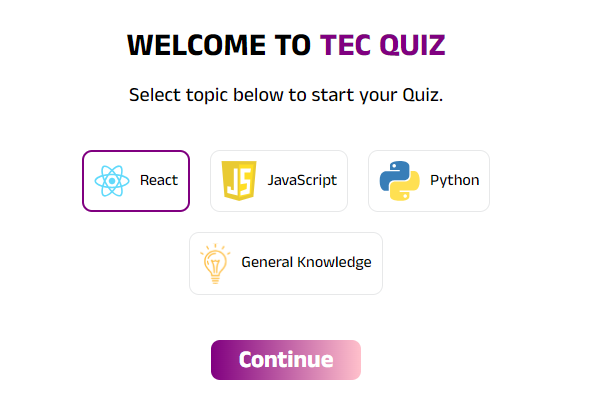 WELCOME TO TEC QUIZ
Select topic below to start your Quiz.
React
JS JavaScript
Python
General Knowledge
Continue